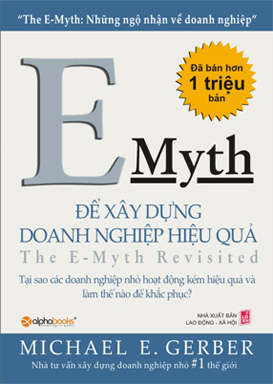 “The E-Myth: Những ngộ nhận về doanh nghiệp”
Đã bán hơn
1 triệu
bản
E Myth
ĐỂ XÂY DỰNG
DOANH NGHIỆP HIỆU QUẢ
The E-Myth Revisited
Tại sao các doanh nghiệp nhỏ hoạt động kém hiệu quả và
làm thế nào để khắc phục?
alphabooks
NHÀ XUẤT BẢN
LAO ĐỘNG - XÃ HỘI
MICHAEL E. GERBER
Nhà tư vấn xây dựng doanh nghiệp nhỏ #1 thế giới